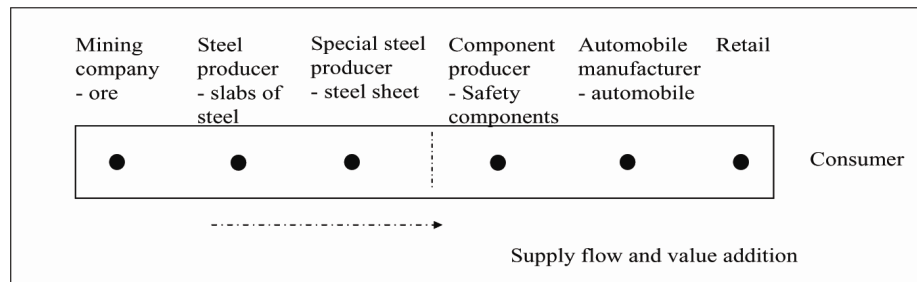 Mining
company
- ore
Steel
producer
- slabs of
steel
Special steel
producer
- steel sheet
Component
producer
- Safety
components
Automobile
manufacturer
- automobile
Retail
Consumer
Supply flow and value addition